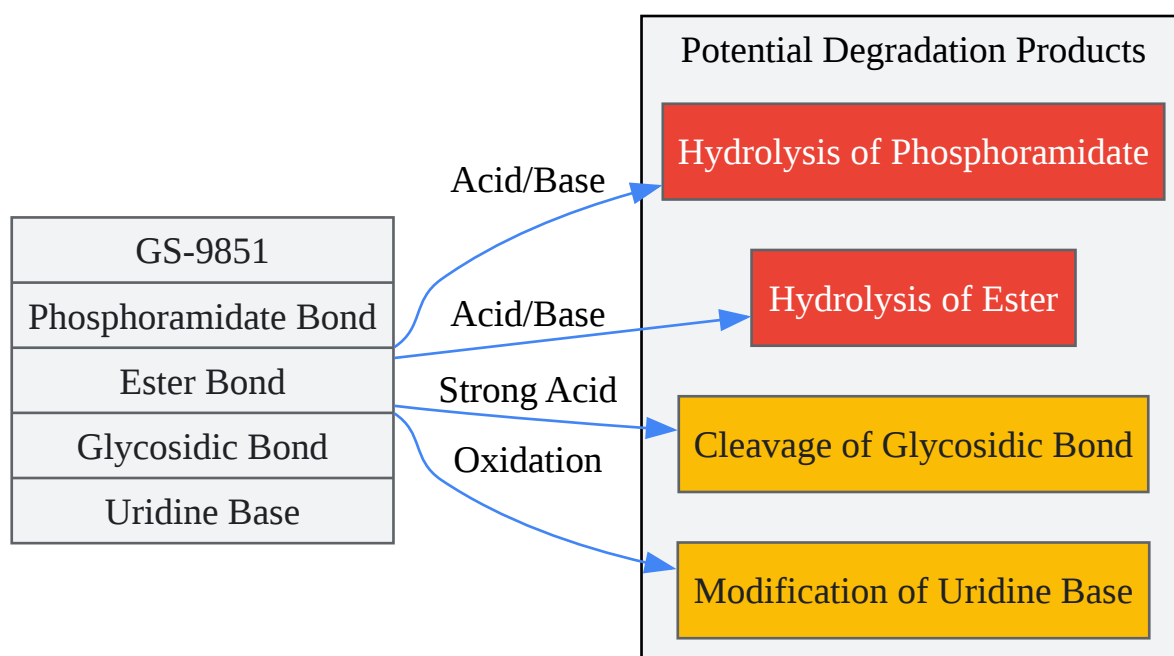 GS-9851
Phosphoramidate Bond
Ester Bond
Glycosidic Bond
Uridine Base
Acid/Base
Acid/Base
Strong Acid
Oxidation
Potential Degradation Products
Hydrolysis of Phosphoramidate
Hydrolysis of Ester
Cleavage of Glycosidic Bond
Modification of Uridine Base